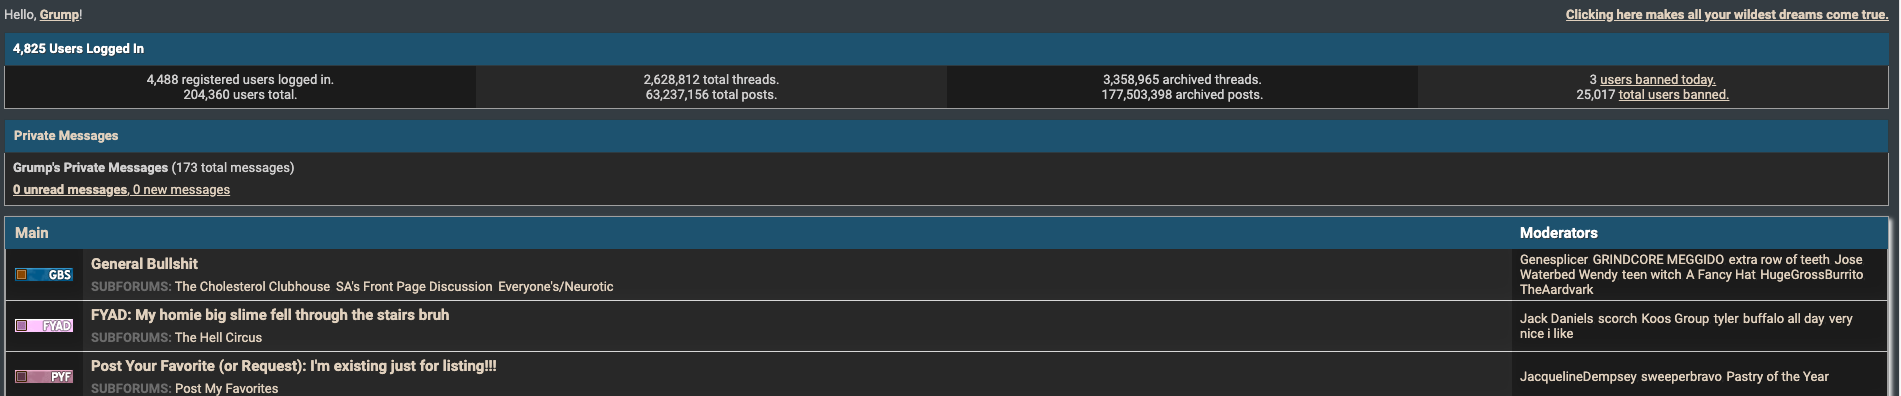 Hello, Grump!
Clicking here makes all your wildest dreams come true.
4,825 Users Logged In
4,488 registered users logged in.
204,360 users total.
2,628,812 total threads.
63,237,156 total posts.
3,358,965 archived threads.
177,503,398 archived posts.
3 users banned today.
25,017 total users banned.
Private Messages
Grump's Private Messages (173 total messages)
0 unread messages, 0 new messages
Main
Moderators
GBS
General Bullshit
SUBFORUMS: The Cholesterol Clubhouse SA's Front Page Discussion Everyone's/Neurotic
Genesplicer GRINDCORE MEGGIDO extra row of teeth Jose
Waterbed Wendy teen witch A Fancy Hat HugeGrossBurrito
TheAardvark
FYAD
FYAD: My homie big slime fell through the stairs bruh
SUBFORUMS: The Hell Circus
Jack Daniels scorch Koos Group tyler buffalo all day very
nice i like
PYF
Post Your Favorite (or Request): I'm existing just for listing!!!
SUBFORUMS: Post My Favorites
JacquelineDempsey sweeperbravo Pastry of the Year